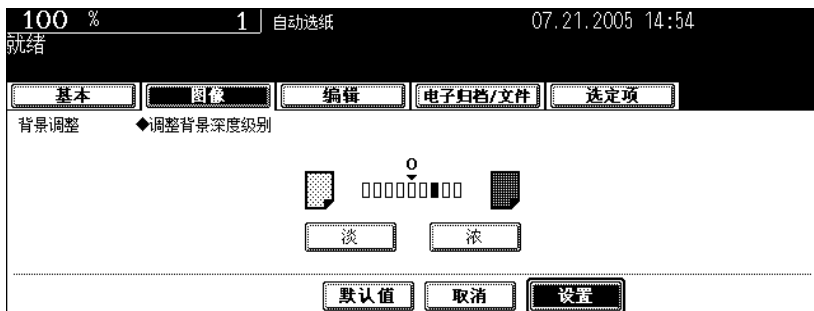 100 % 1 自动选纸 07.21.2005 14:54
就绪
基本 图像 编辑 电子归档/文件 选定项
背景调整 ◆调整背景深度级别
0
淡 浓
默认值 取消 设置